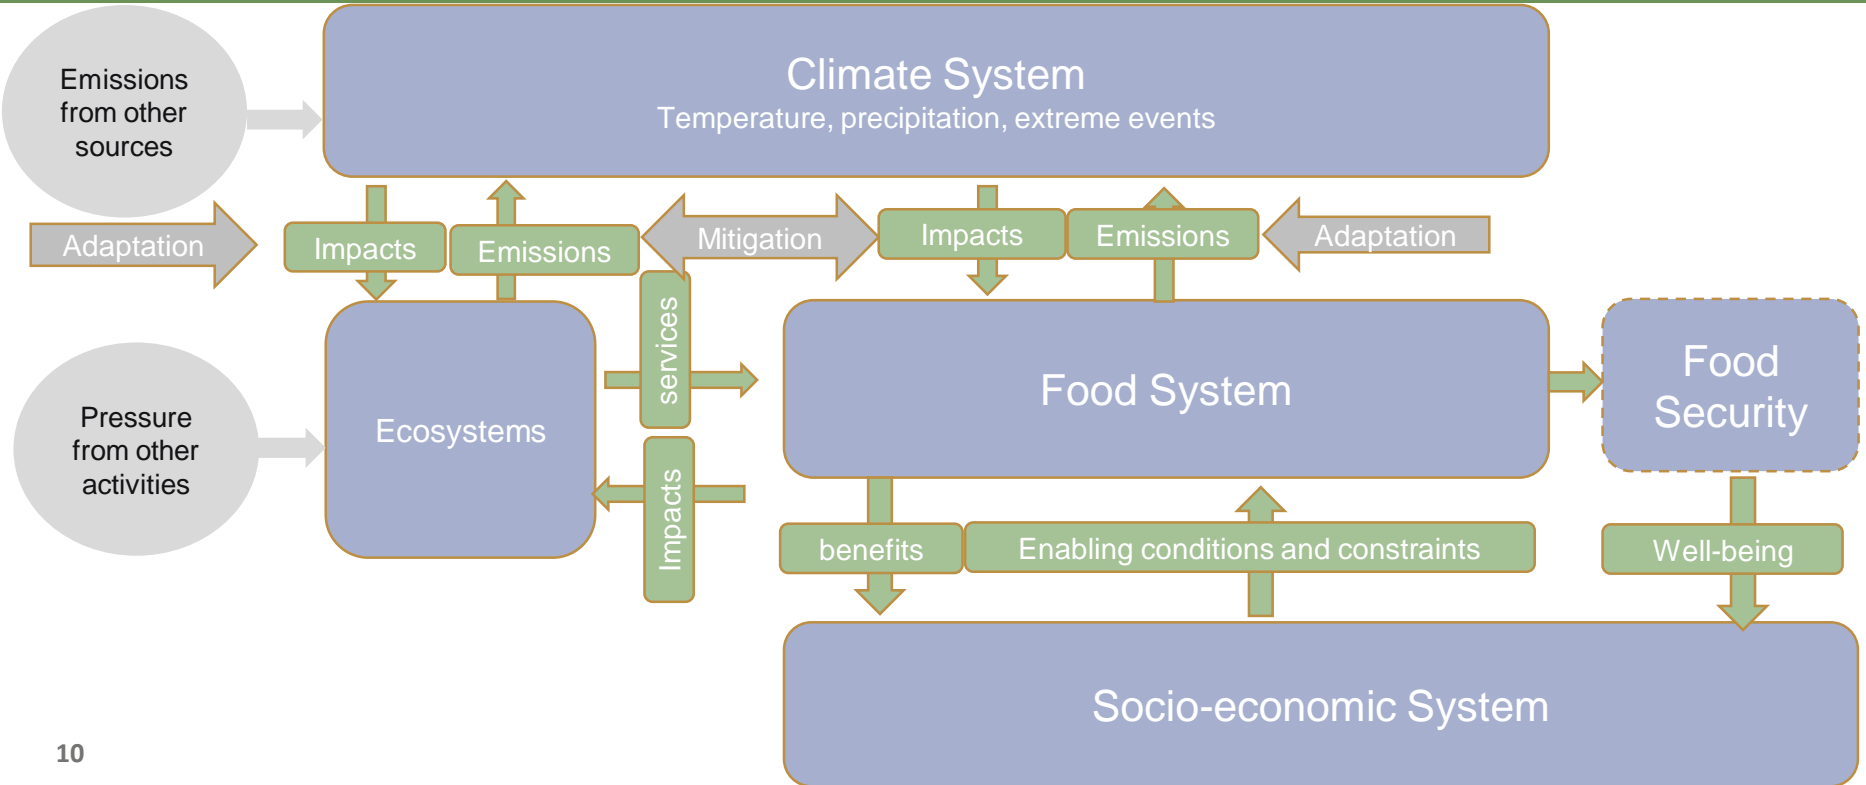 Emissions
from other
sources
Climate System
Temperature, precipitation, extreme events
Adaptation
Impacts
Emissions
Mitigation
Impacts
Emissions
Adaptation
services
Pressure
from other
activities
Ecosystems
Food System
Food
Security
Impacts
benefits
Enabling conditions and constraints
Well-being
Socio-economic System
10